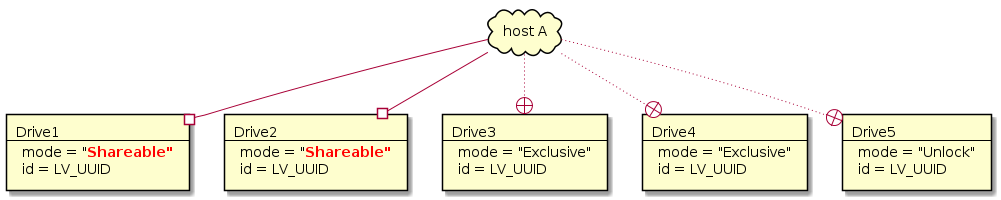 host A
Drive1
mode = "Shareable"
id = LV_UUID
Drive2
mode = "Shareable"
id = LV_UUID
Drive3
mode = "Exclusive"
id = LV_UUID
Drive4
mode = "Exclusive"
id = LV_UUID
Drive5
mode = "Unlock"
id = LV_UUID